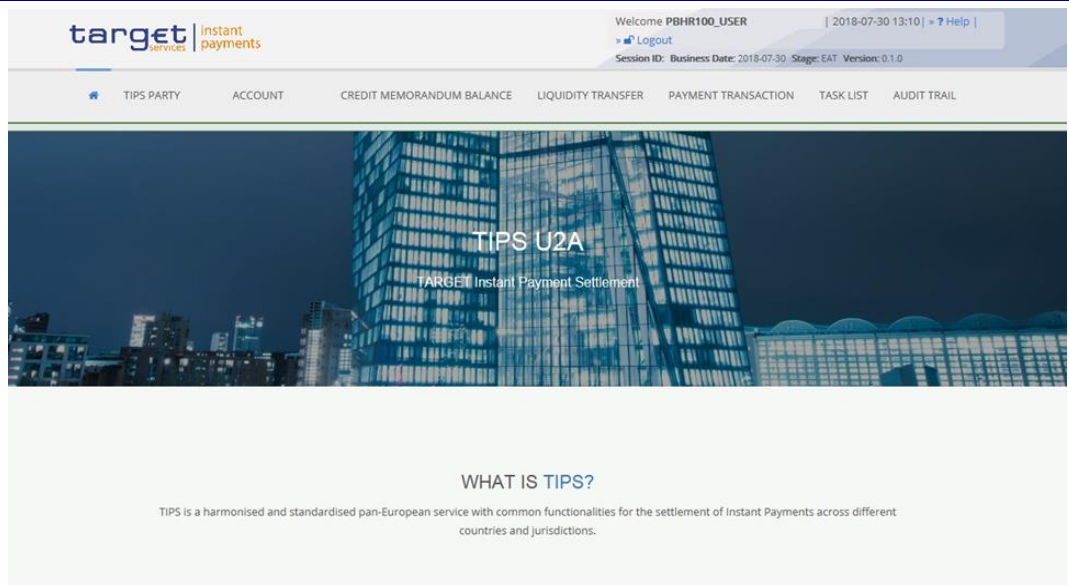 target services | instant payments
Welcome PBHR100_USER | 2018-07-30 13:10 | » ? Help |
» Logout
Session ID: Business Date: 2018-07-30 Stage: EAT Version: 0.1.0
TIPS PARTY ACCOUNT CREDIT MEMORANDUM BALANCE LIQUIDITY TRANSFER PAYMENT TRANSACTION TASK LIST AUDIT TRAIL
TIPS U2A
TARGET Instant Payment Settlement
WHAT IS TIPS?
TIPS is a harmonised and standardised pan-European service with common functionalities for the settlement of Instant Payments across different
countries and jurisdictions.